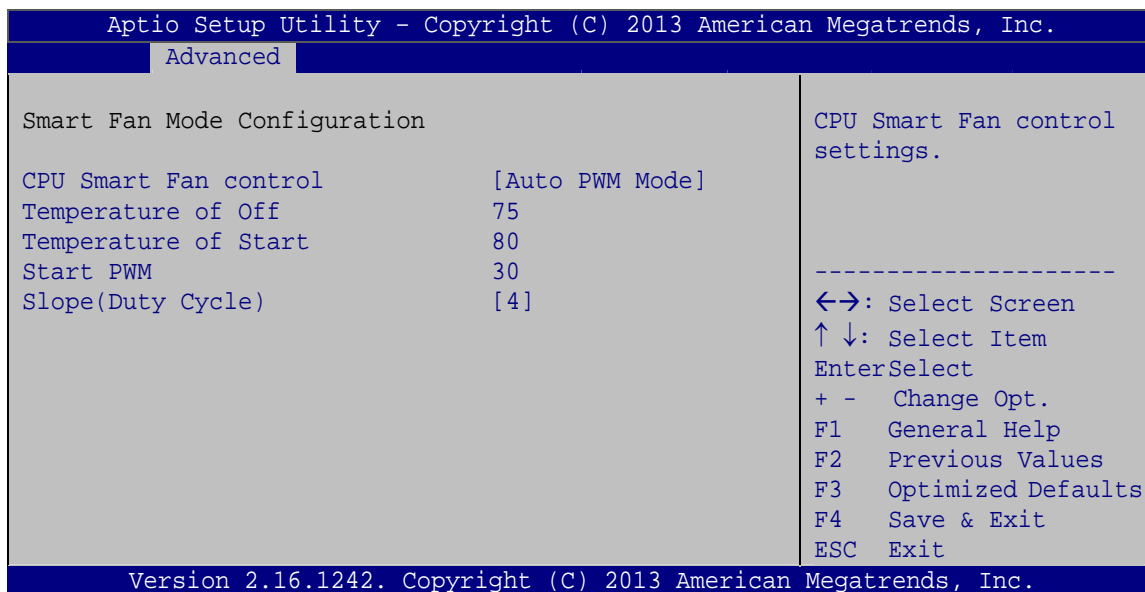 Aptio Setup Utility – Copyright (C) 2013 American Megatrends, Inc.
Advanced
Smart Fan Mode Configuration
CPU Smart Fan control [Auto PWM Mode]
Temperature of Off 75
Temperature of Start 80
Start PWM 30
Slope(Duty Cycle) [4]
CPU Smart Fan control
settings.
---------------------
←→: Select Screen
↑ ↓: Select Item
EnterSelect
+ - Change Opt.
F1 General Help
F2 Previous Values
F3 Optimized Defaults
F4 Save & Exit
ESC Exit
Version 2.16.1242. Copyright (C) 2013 American Megatrends, Inc.